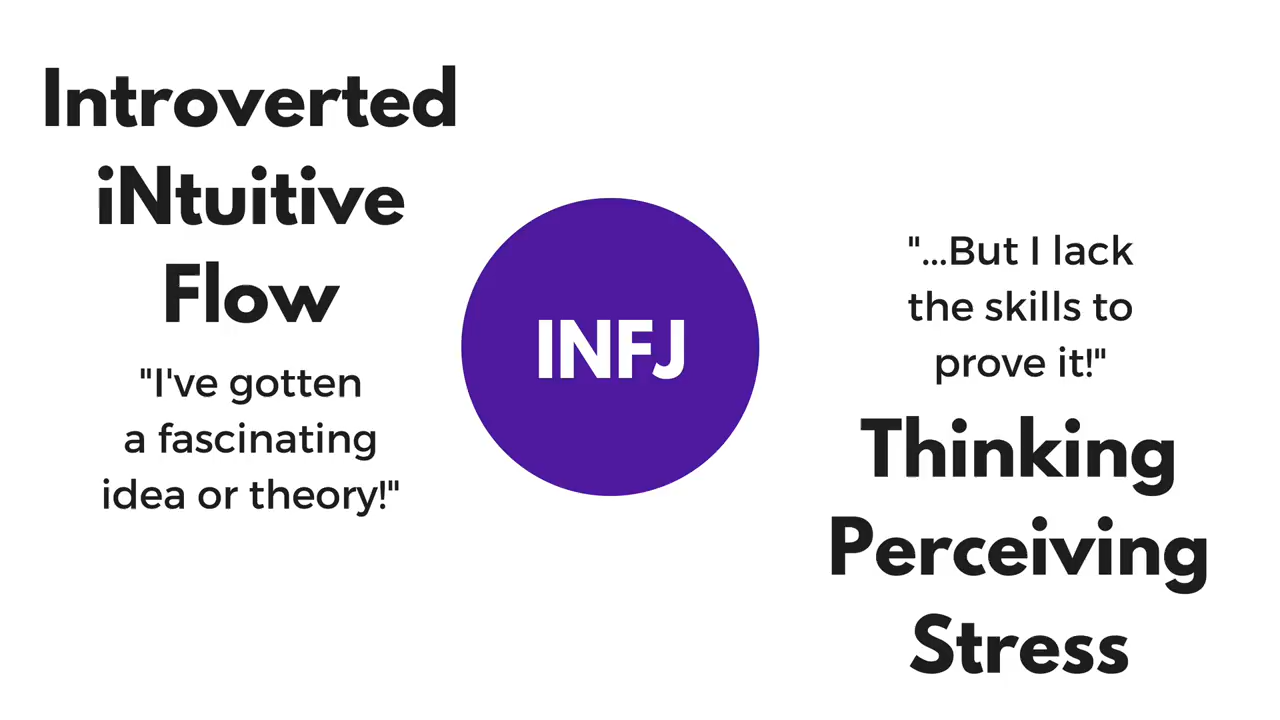 Introverted
iNtuitive
Flow
"I've gotten
a fascinating
idea or theory!"
INFJ
"...But I lack
the skills to
prove it!"
Thinking
Perceiving
Stress